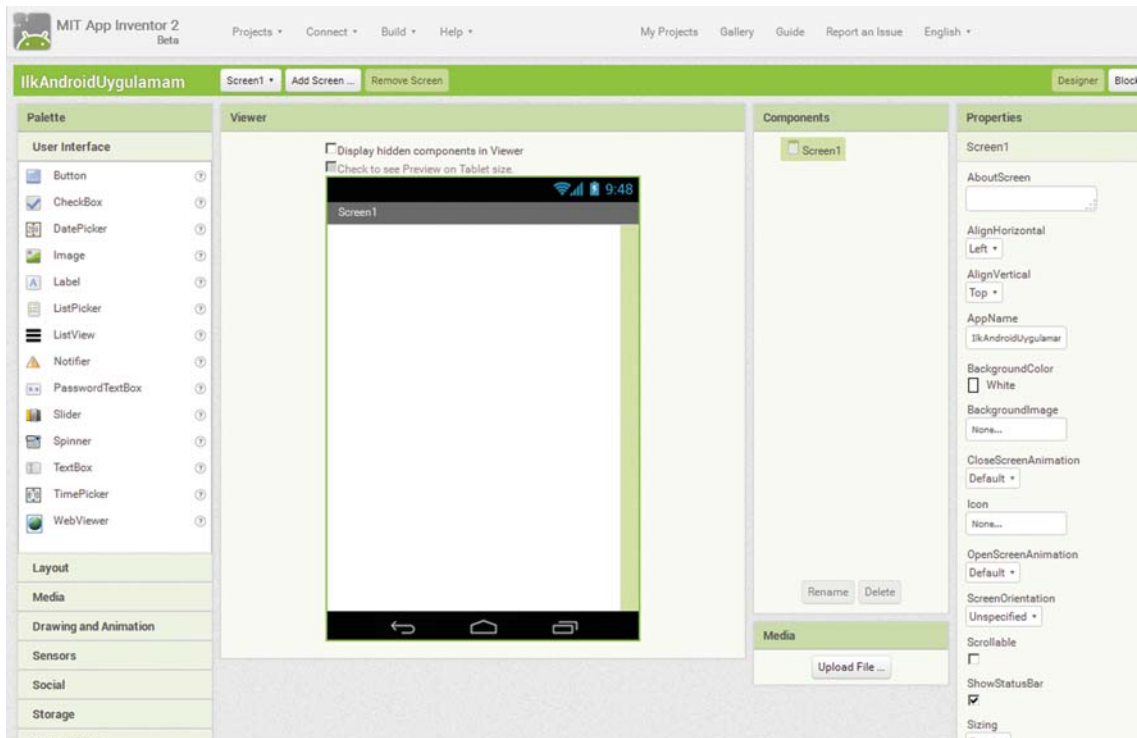 MIT App Inventor 2
Beta
Projects Connect Build Help My Projects Gallery Guide Report an Issue English
IlkAndroidUygulamam Screen1 Add Screen ... Remove Screen Designer Block
Palette
User Interface
Button
CheckBox
DatePicker
Image
Label
ListPicker
ListView
Notifier
PasswordTextBox
Slider
Spinner
TextBox
TimePicker
WebViewer
Layout
Media
Drawing and Animation
Sensors
Social
Storage
Viewer
Display hidden components in Viewer
Check to see Preview on Tablet size.
9:48
Screen1
Components
Screen1
Rename Delete
Media
Upload File ...
Properties
Screen1
AboutScreen
AlignHorizontal
Left
AlignVertical
Top
AppName
IlkAndroidUygulamar
BackgroundColor
White
BackgroundImage
None...
CloseScreenAnimation
Default
Icon
None...
OpenScreenAnimation
Default
ScreenOrientation
Unspecified
Scrollable
ShowStatusBar
Sizing